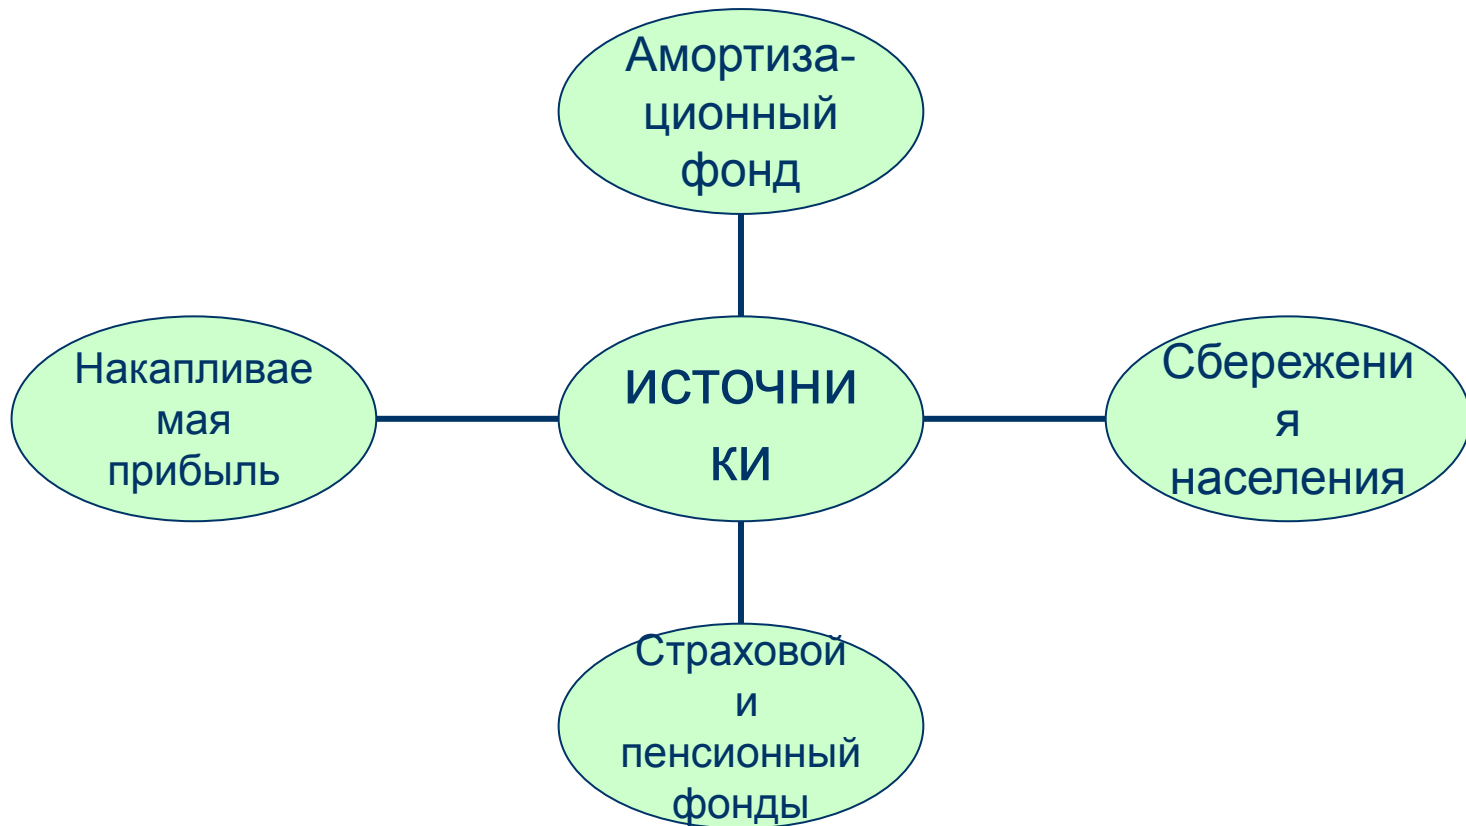 Амортиза-
ционный
фонд
Накапливае
мая
прибыль
источни
ки
Сбережени
я
населения
Страховой
и
пенсионный
фонды